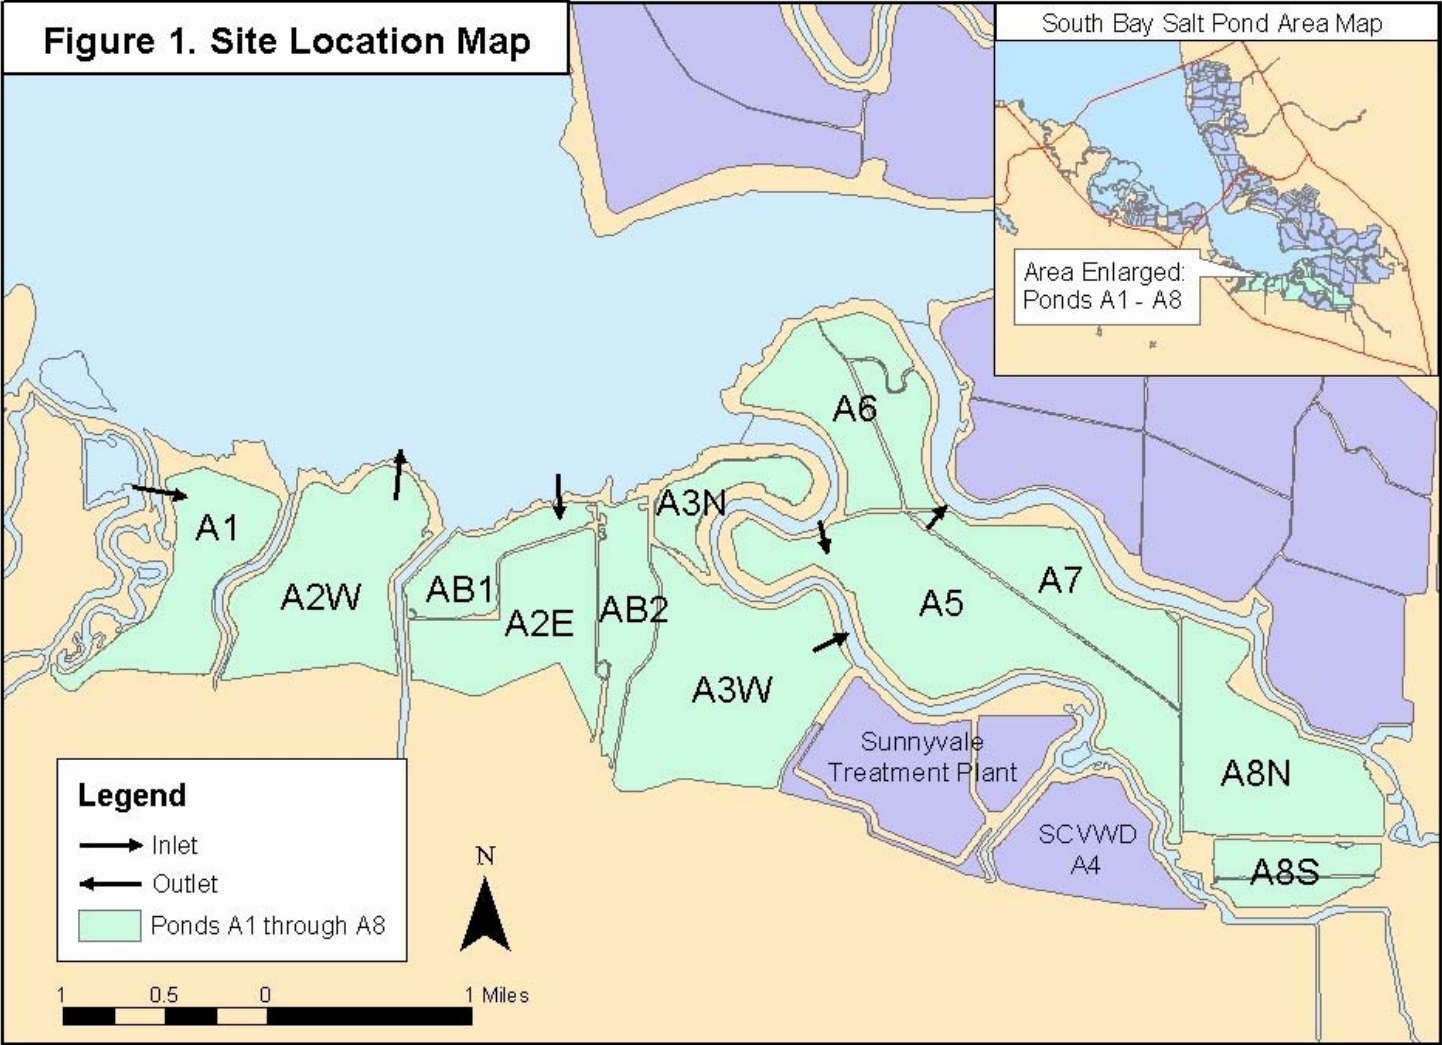 Figure 1. Site Location Map
South Bay Salt Pond Area Map
Area Enlarged:
Ponds A1 - A8
A6
A3N
A1
A2W
AB1
A2E
AB2
A5
A7
A3W
Sunnyvale
Treatment Plant
A8N
SCVWD
A4
A8S
Legend
Inlet
Outlet
Ponds A1 through A8
N
1 0.5 0 1 Miles